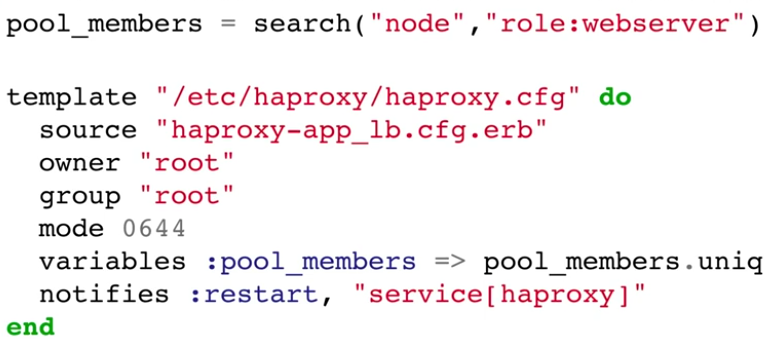 pool_members = search("node","role:webserver")
template "/etc/haproxy/haproxy.cfg" do
source "haproxy-app_lb.cfg.erb"
owner "root"
group "root"
mode 0644
variables :pool_members => pool_members.uniq
notifies :restart, "service[haproxy]"
end